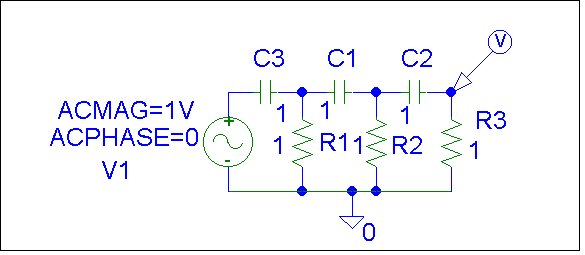 V
C3 C1 C2
1 1 1
ACMAG=1V
ACPHASE=0
V1
1 R1 1 R2 R3
1
0